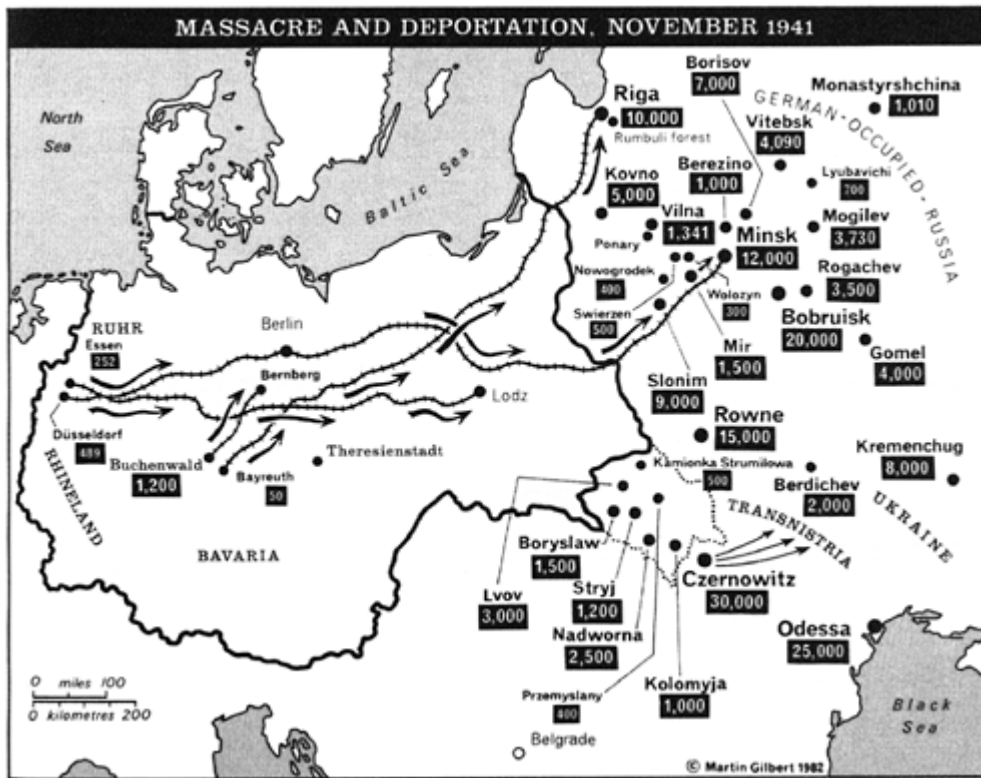 MASSACRE AND DEPORTATION, NOVEMBER 1941
North
Sea
Baltic Sea
Riga
10.000
Rumbuli forest
Borisov
7,000
GERMAN-OCCUPIED-RUSSIA
Monastyrshchina
1,010
Vitebsk
4,090
Lyubavichi
700
Kovno
5,000
Berezino
1,000
Vilna
1,341
Ponary
Minsk
12,000
Mogilev
3,730
Nowogrodek
400
Swierzen
500
Wolozyn
300
Rogachev
3,500
Bobruisk
20,000
Mir
1,500
Gomel
4,000
Slonim
9,000
RUHR
Essen
252
Berlin
Bernberg
Lodz
Düsseldorf
489
RHINELAND
Buchenwald
1,200
Bayreuth
50
Theresienstadt
BAVARIA
Rowne
15,000
Kamionka Strumilowa
500
Berdichev
2,000
Kremenchug
8,000
UKRAINE
TRANSNISTRIA
Boryslaw
1,500
Lvov
3,000
Stryj
1,200
Nadworna
2,500
Przemyslany
400
Kolomyja
1,000
Czernowitz
30,000
Odessa
25,000
Black
Sea
Belgrade
0 miles 100
0 kilometres 200
© Martin Gilbert 1982